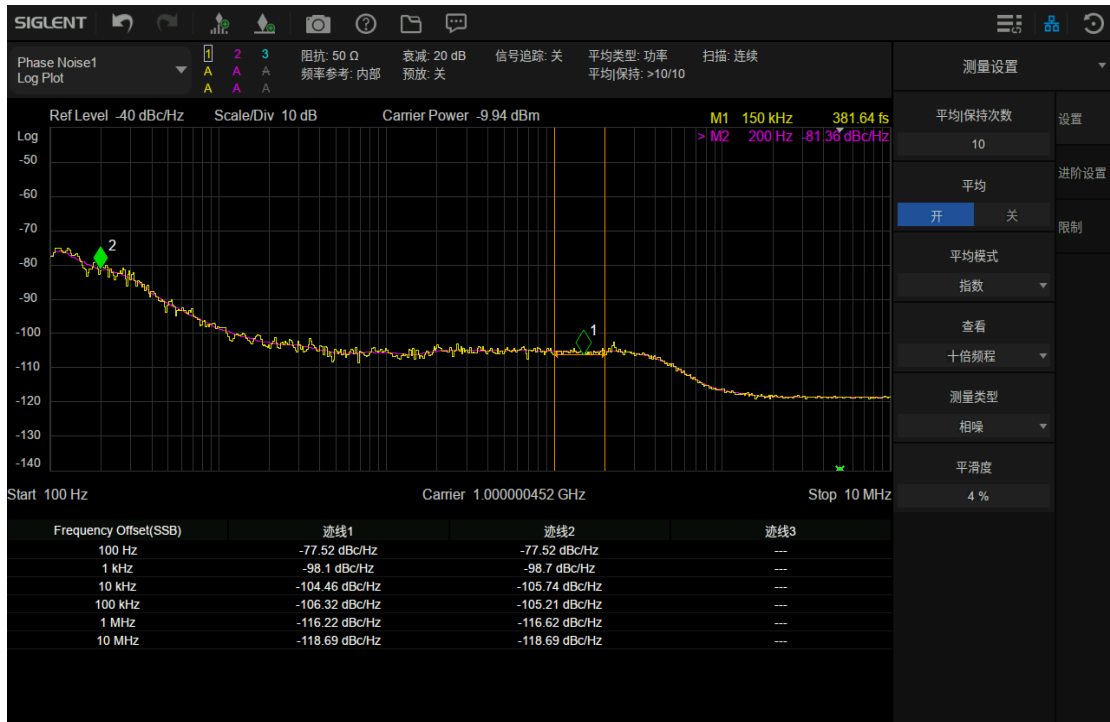 SIGLENT
Phase Noise1
Log Plot
1 2 3
A A A
A A A
阻抗: 50 Ω
频率参考: 内部
衰减: 20 dB
预放: 关
信号追踪: 关
平均类型: 功率
平均|保持: >10/10
扫描: 连续
测量设置
Ref Level -40 dBc/Hz Scale/Div 10 dB Carrier Power -9.94 dBm
M1 150 kHz 381.64 fs
> M2 200 Hz -81.36 dBc/Hz
Log
-50
-60
-70
-80
-90
-100
-110
-120
-130
-140
2
1
Start 100 Hz Carrier 1.000000452 GHz Stop 10 MHz
Frequency Offset(SSB) 迹线1 迹线2 迹线3
100 Hz -77.52 dBc/Hz -77.52 dBc/Hz ---
1 kHz -98.1 dBc/Hz -98.7 dBc/Hz ---
10 kHz -104.46 dBc/Hz -105.74 dBc/Hz ---
100 kHz -106.32 dBc/Hz -105.21 dBc/Hz ---
1 MHz -116.22 dBc/Hz -116.62 dBc/Hz ---
10 MHz -118.69 dBc/Hz -118.69 dBc/Hz ---
平均|保持次数
10
平均
开 关
平均模式
指数
查看
十倍频程
测量类型
相噪
平滑度
4 %
设置
进阶设置
限制